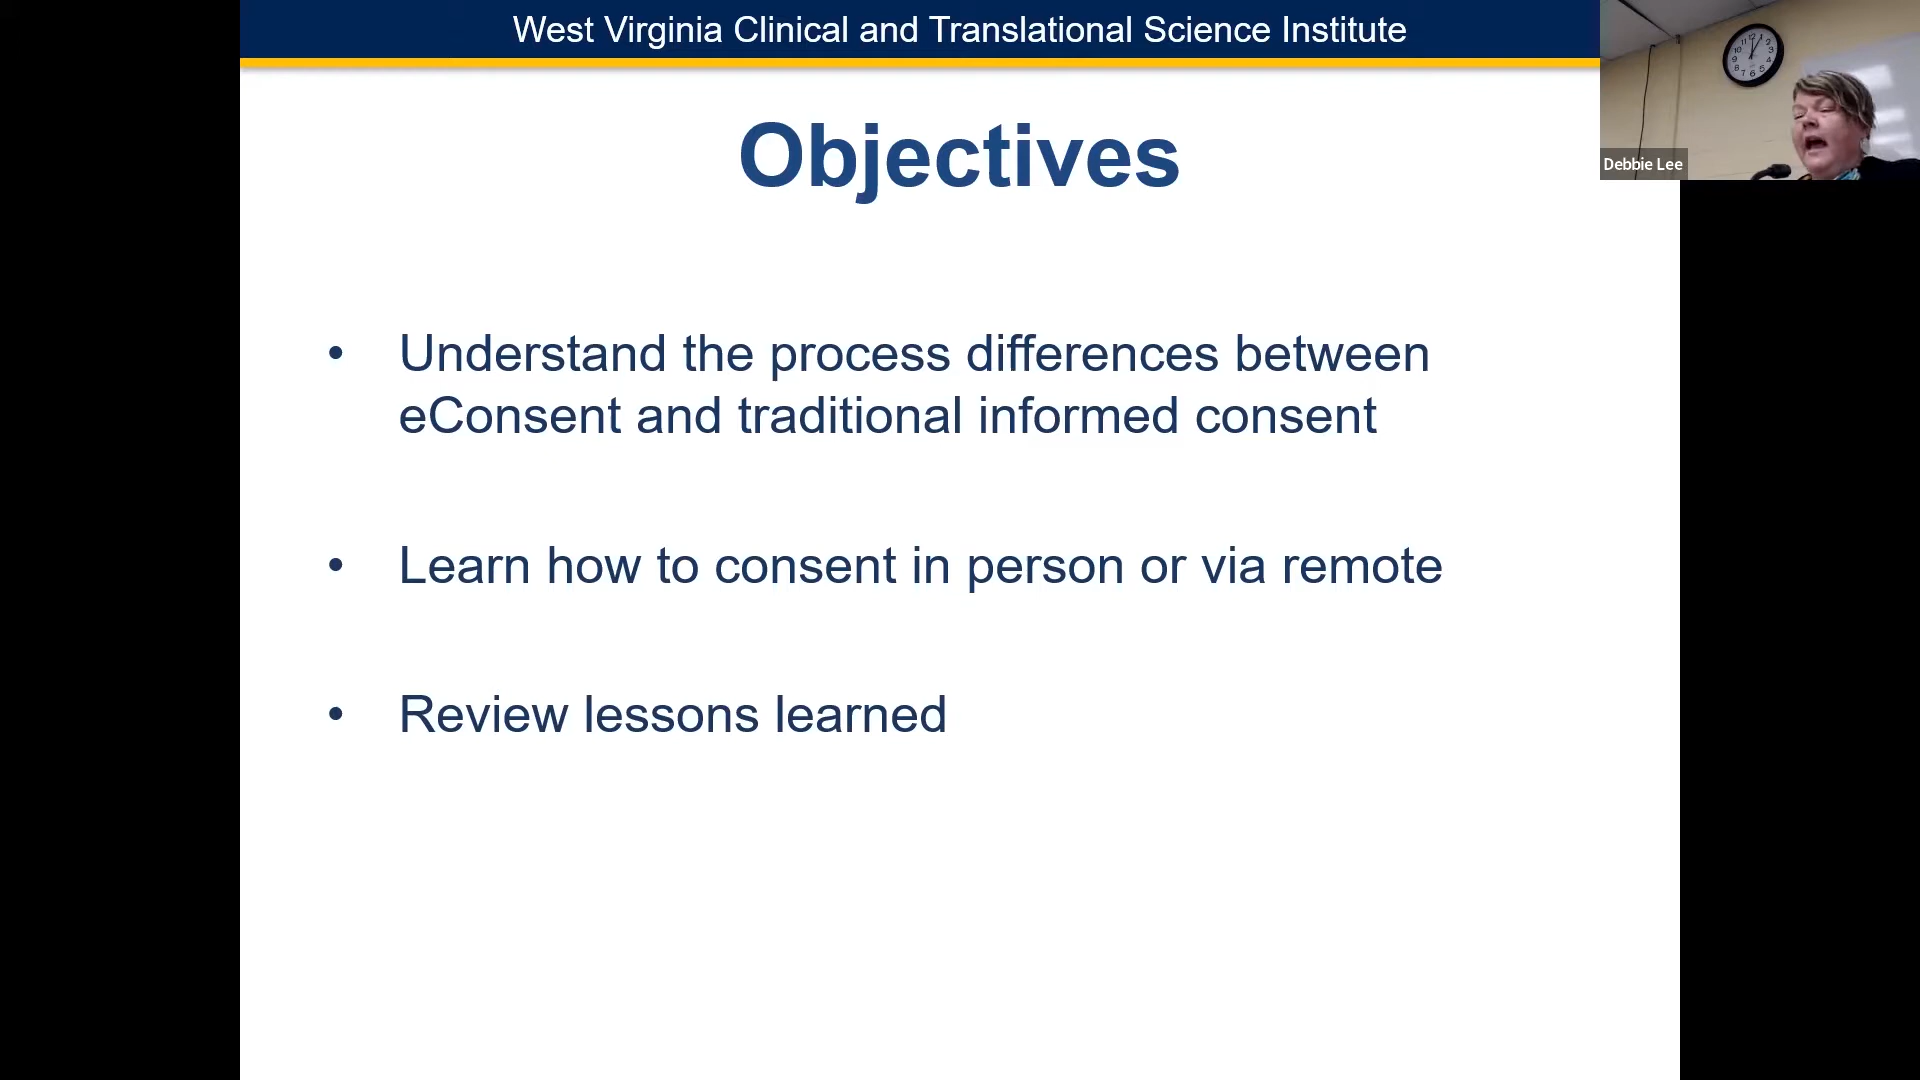 West Virginia Clinical and Translational Science Institute
Objectives
• Understand the process differences between
eConsent and traditional informed consent
• Learn how to consent in person or via remote
• Review lessons learned
Debbie Lee